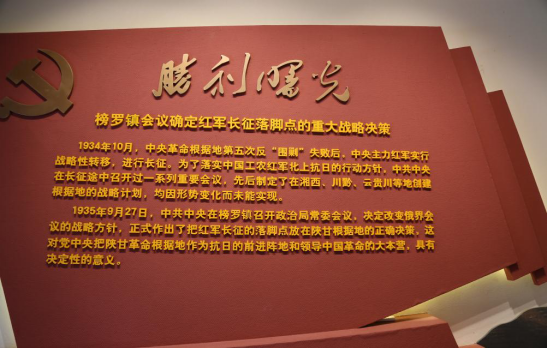 胜利曙光
榜罗镇会议确定红军长征落脚点的重大战略决策
1934年10月，中央革命根据地第五次反“围剿”失败后，中央主力红军实行
战略性转移，进行长征。为了落实中国工农红军北上抗日的行动方针，中共中央
在长征途中召开过一系列重要会议，先后制定了在湘西、川黔、云贵川等地创建
根据地的战略计划，均因形势变化而未能实现。
1935年9月27日，中共中央在榜罗镇召开政治局常委会议，决定改变俄界会
议的战略方针，正式作出了把红军长征的落脚点放在陕甘根据地的正确决策，这
对党中央把陕甘革命根据地作为抗日的前进阵地和领导中国革命的大本营，具有
决定性的意义。